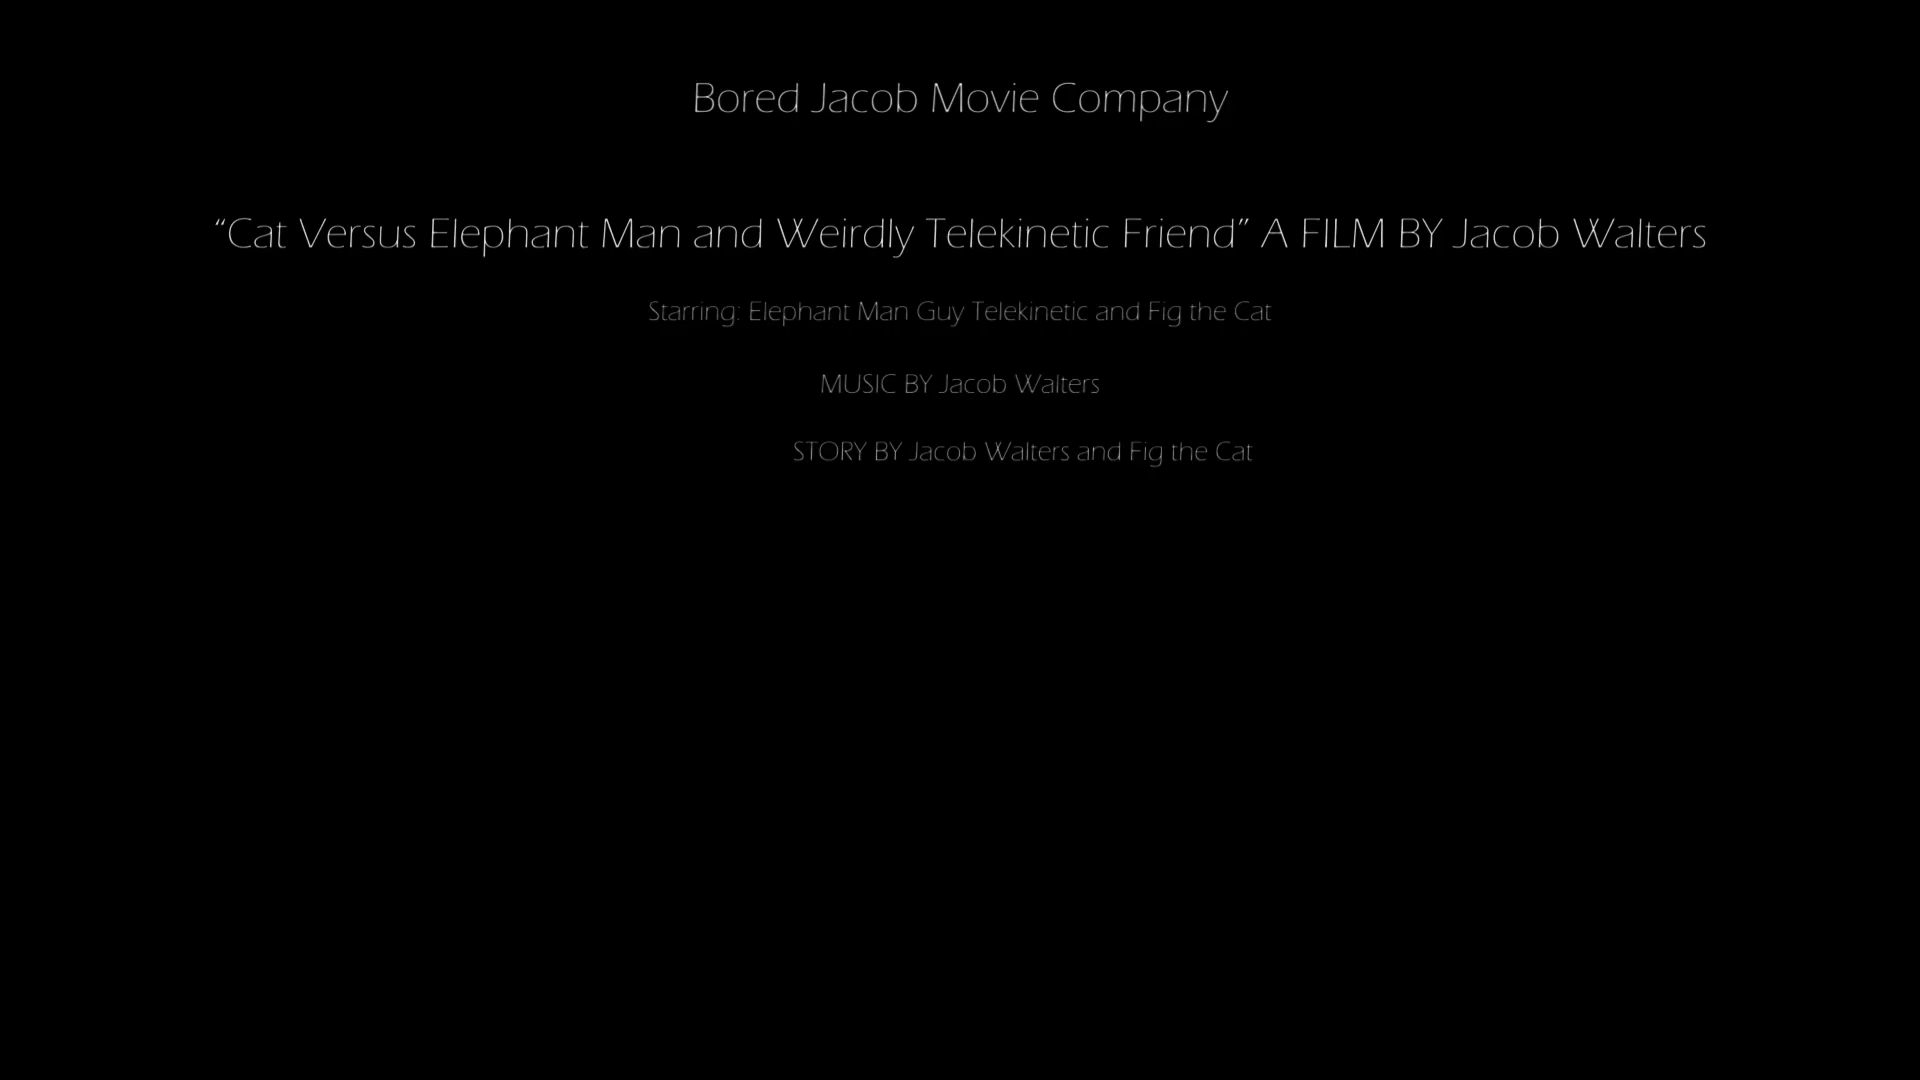 Bored Jacob Movie Company
“Cat Versus Elephant Man and Weirdly Telekinetic Friend” A FILM BY Jacob Walters
Starring: Elephant Man Guy Telekinetic and Fig the Cat
MUSIC BY Jacob Walters
STORY BY Jacob Walters and Fig the Cat